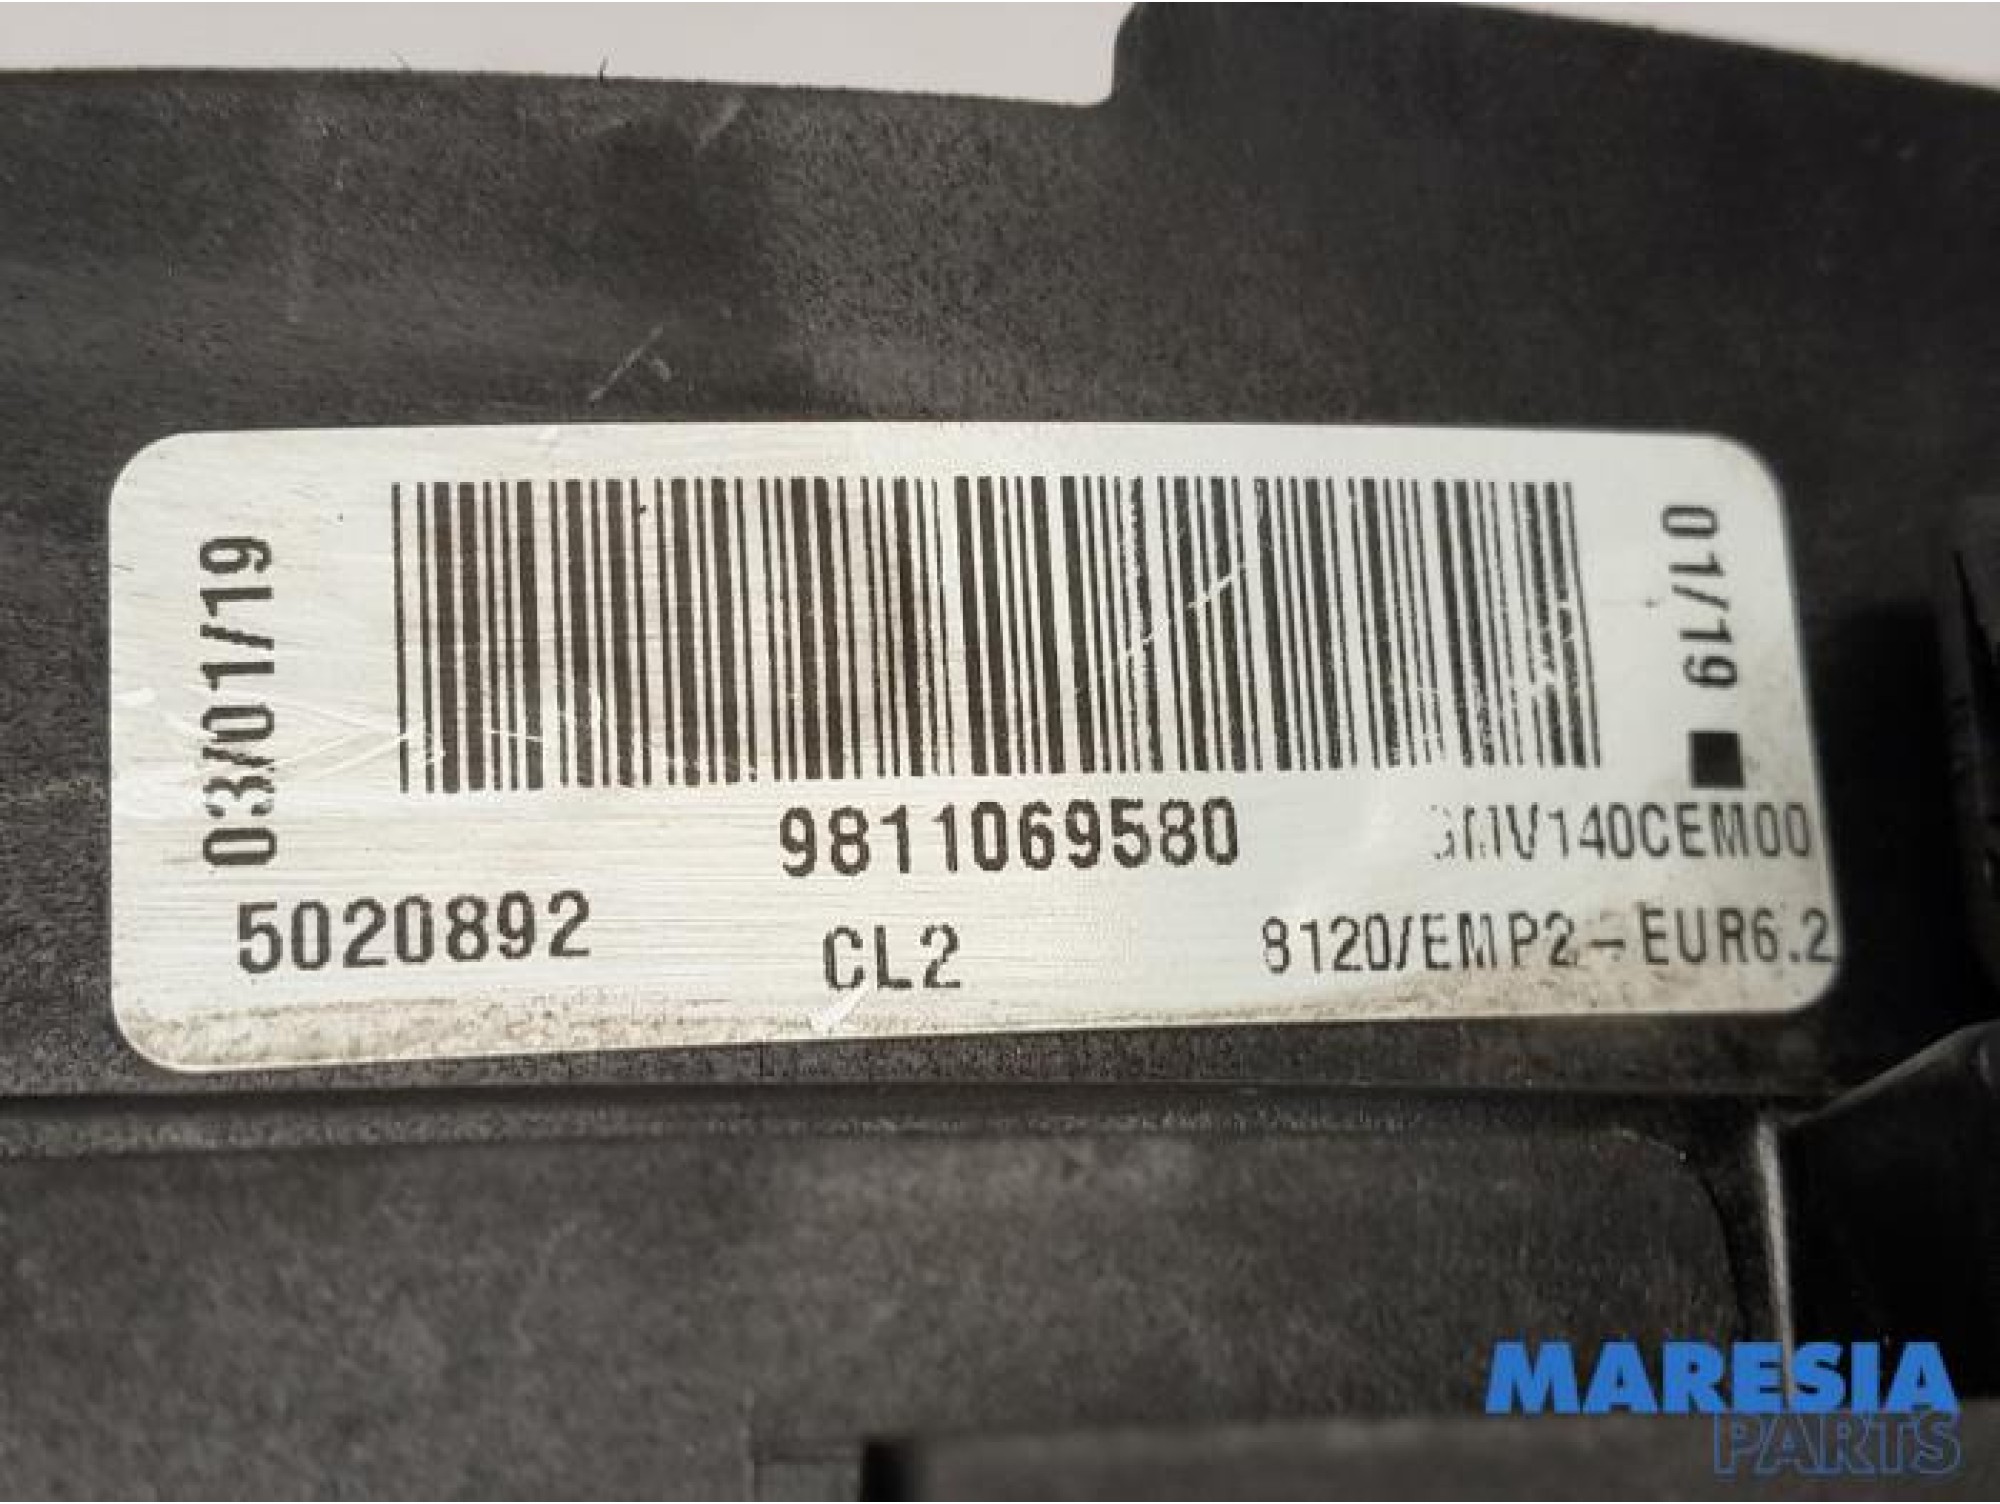 03/01/19
01/19
9811069580
5020892
CL2
8120/EMP2-EUR6.2
MARESIA
PARTS